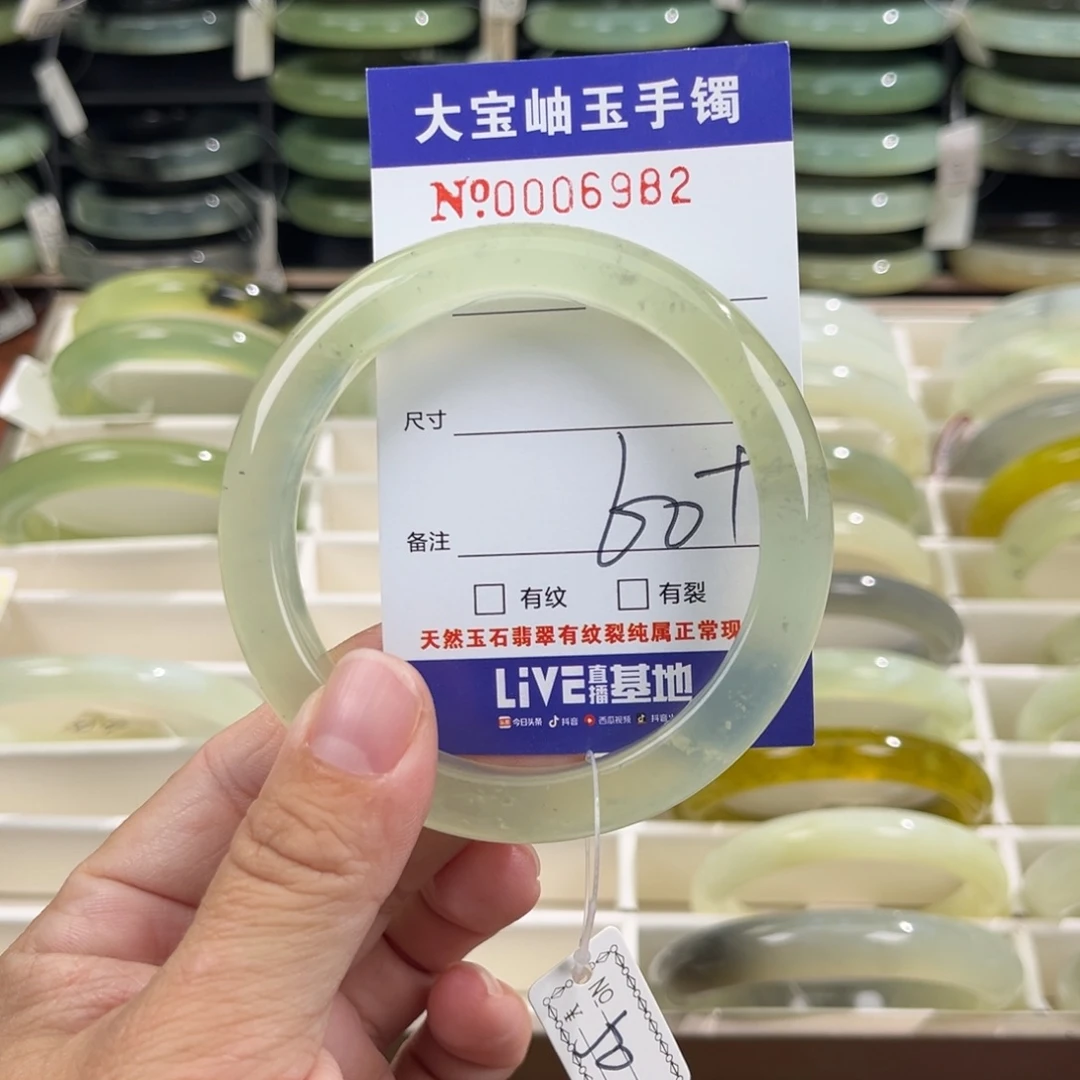 大宝岫玉手镯
Nº0006982
尺寸
60+
备注
有纹 有裂
天然玉石翡翠有纹裂纯属正常现
LiVE直播基地
今日头条 抖音 西瓜视频 抖音
NO